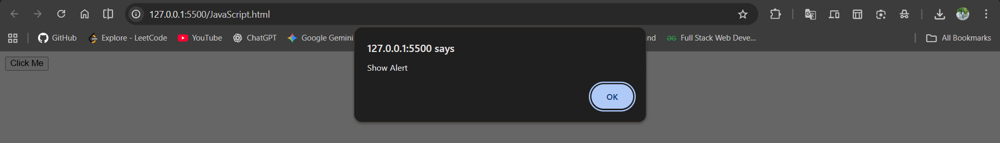 127.0.0.1:5500/JavaScript.html
GitHub Explore - LeetCode YouTube ChatGPT Google Gemini nd Full Stack Web Deve... All Bookmarks
Click Me
127.0.0.1:5500 says
Show Alert
OK